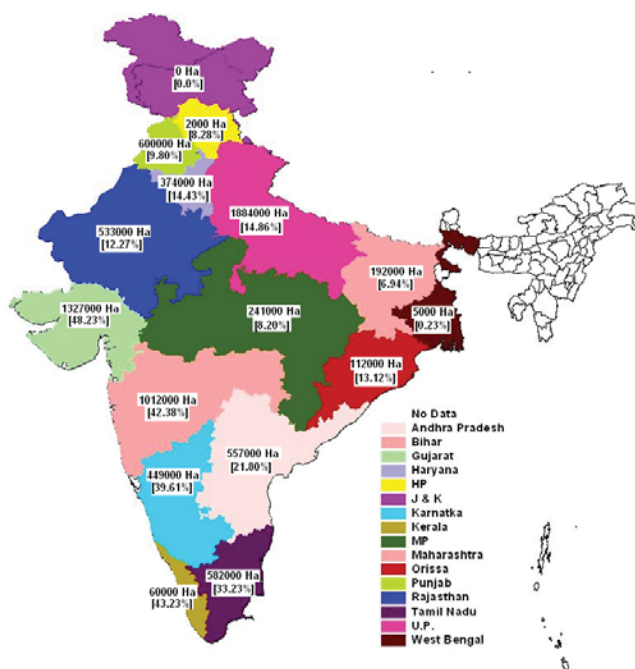 0 Ha
[0.0%]
2000 Ha
[8.28%]
600000 Ha
[9.80%]
374000 Ha
[14.43%]
1884000 Ha
[14.86%]
533000 Ha
[12.27%]
192000 Ha
[6.94%]
1327000 Ha
[48.23%]
241000 Ha
[8.20%]
5000 Ha
[0.23%]
112000 Ha
[13.12%]
1012000 Ha
[42.38%]
557000 Ha
[21.80%]
449000 Ha
[39.61%]
582000 Ha
[33.23%]
60000 Ha
[43.23%]
No Data
Andhra Pradesh
Bihar
Gujarat
Haryana
HP
J & K
Karnatka
Kerala
MP
Maharashtra
Orissa
Punjab
Rajasthan
Tamil Nadu
U.P.
West Bengal